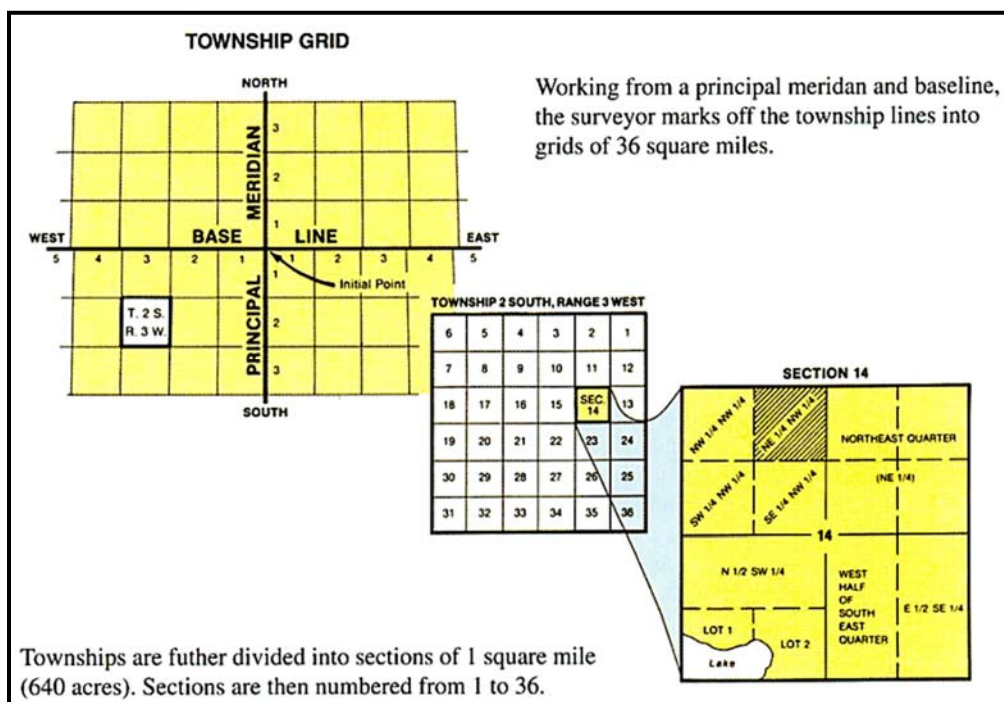 TOWNSHIP GRID
NORTH
Working from a principal meridan and baseline,
the surveyor marks off the township lines into
grids of 36 square miles.
3
2
1
MERIDIAN
WEST
BASE
LINE
EAST
5 4 3 2 1 1 2 3 4 5
1
Initial Point
T. 2 S.
R. 3 W.
2
PRINCIPAL
3
SOUTH
TOWNSHIP 2 SOUTH, RANGE 3 WEST
6 5 4 3 2 1
7 8 9 10 11 12
18 17 16 15 SEC. 14 13
19 20 21 22 23 24
30 29 28 27 26 25
31 32 33 34 35 36
SECTION 14
NW 1/4 NW 1/4
NE 1/4 NW 1/4
NORTHEAST QUARTER
(NE 1/4)
SW 1/4 NW 1/4
SE 1/4 NW 1/4
14
N 1/2 SW 1/4
WEST
HALF
OF
SOUTH
EAST
QUARTER
E 1/2 SE 1/4
LOT 1
LOT 2
Lake
Townships are futher divided into sections of 1 square mile
(640 acres). Sections are then numbered from 1 to 36.